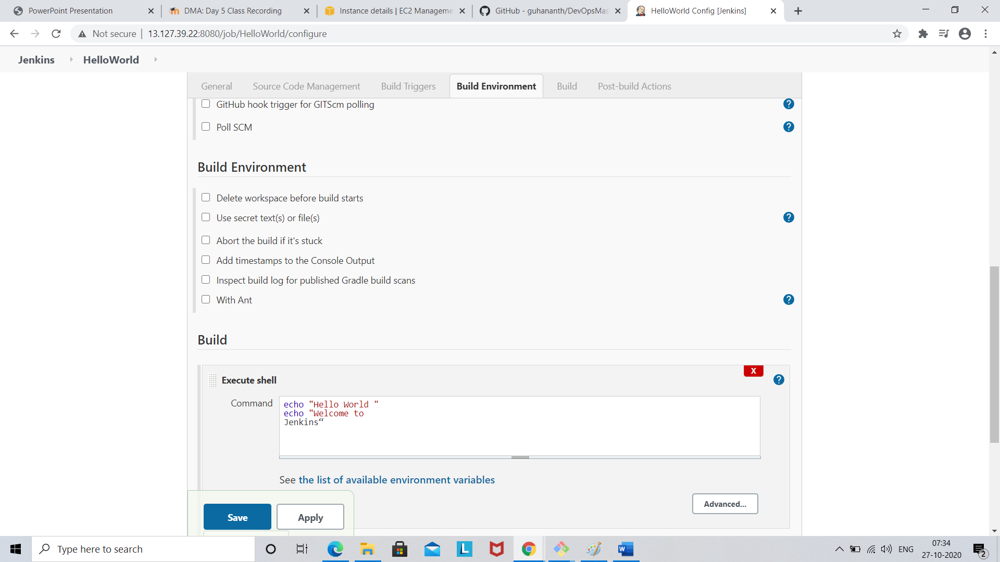 PowerPoint Presentation
DMA: Day 5 Class Recording
Instance details | EC2 Manageme
GitHub - guhananth/DevOpsMas
HelloWorld Config [Jenkins]
Not secure
13.127.39.22:8080/job/HelloWorld/configure
Jenkins
HelloWorld
General
Source Code Management
Build Triggers
Build Environment
Build
Post-build Actions
GitHub hook trigger for GITScm polling
?
Poll SCM
?
Build Environment
Delete workspace before build starts
Use secret text(s) or file(s)
?
Abort the build if it's stuck
Add timestamps to the Console Output
Inspect build log for published Gradle build scans
With Ant
?
Build
X
Execute shell
?
Command
echo "Hello World "
echo "Welcome to
Jenkins“
See the list of available environment variables
Advanced...
Save
Apply
Type here to search
L
W
ENG
07:34
27-10-2020
2